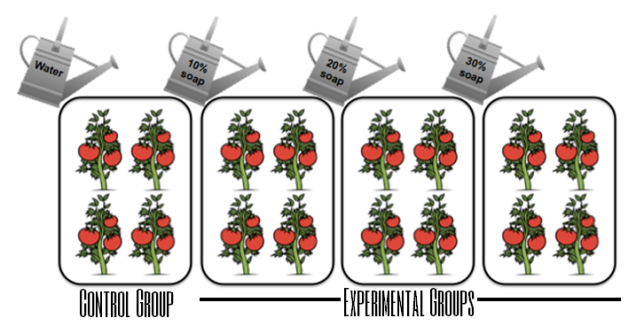 Water
10%
soap
20%
soap
30%
soap
Control Group
Experimental Groups